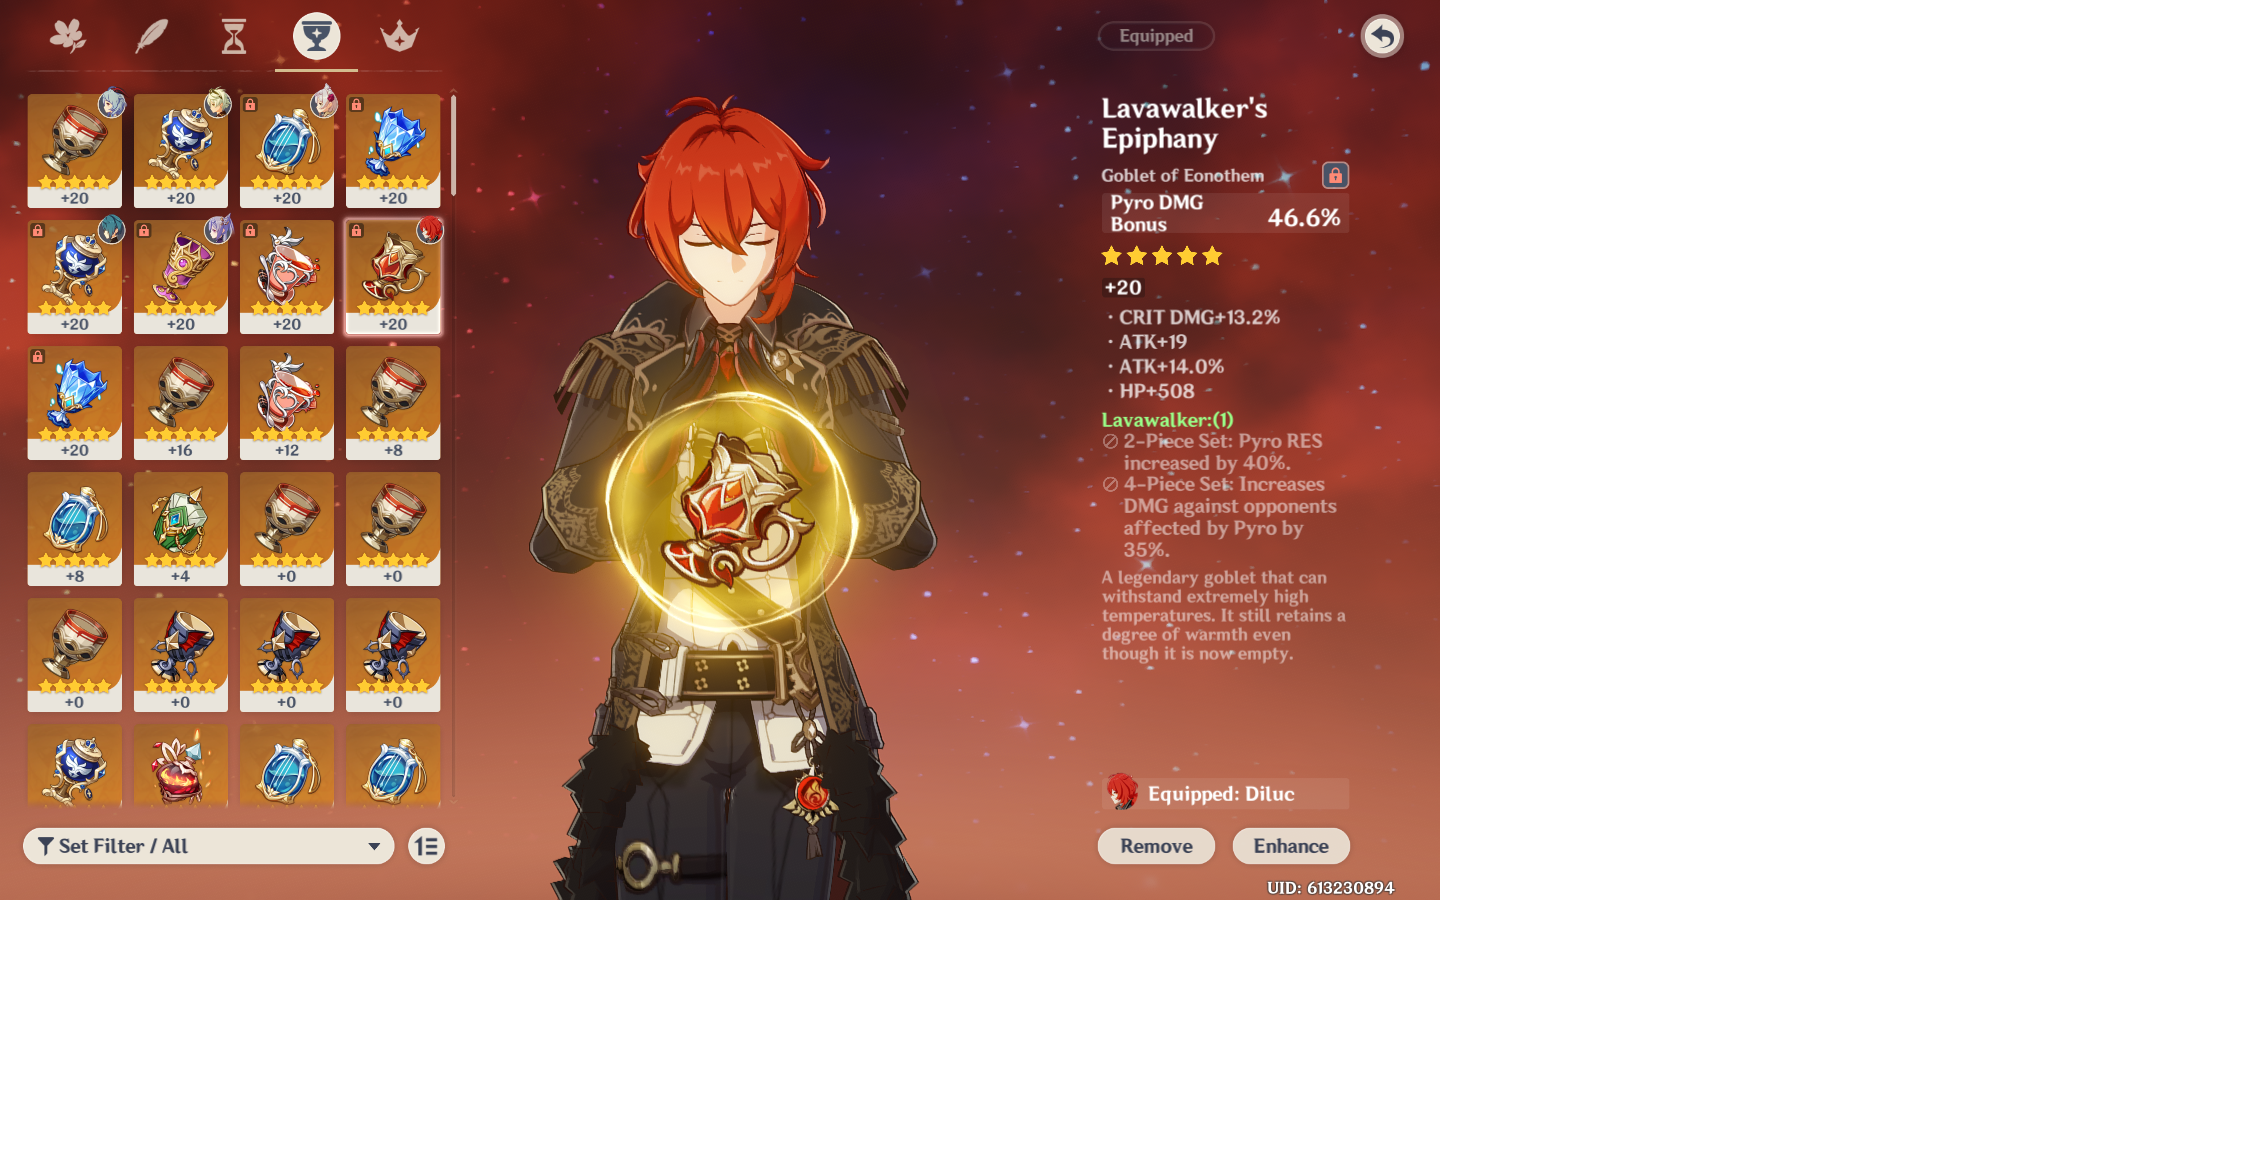 Equipped
Lavawalker's
Epiphany
Goblet of Eonothem
Pyro DMG
Bonus
46.6%
+20
· CRIT DMG+13.2%
· ATK+19
· ATK+14.0%
· HP+508
Lavawalker:(1)
2-Piece Set: Pyro RES
increased by 40%.
4-Piece Set: Increases
DMG against opponents
affected by Pyro by
35%.
A legendary goblet that can
withstand extremely high
temperatures. It still retains a
degree of warmth even
though it is now empty.
Equipped: Diluc
Remove
Enhance
UID: 613230894
+20
+20
+20
+20
+20
+20
+20
+20
+20
+16
+12
+8
+8
+4
+0
+0
+0
+0
+0
+0
Set Filter / All